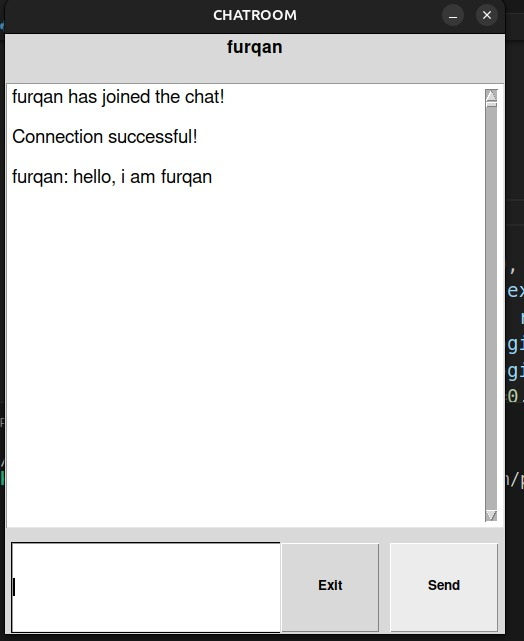 CHATROOM
furqan
furqan has joined the chat!
Connection successful!
furqan: hello, i am furqan
Exit
Send